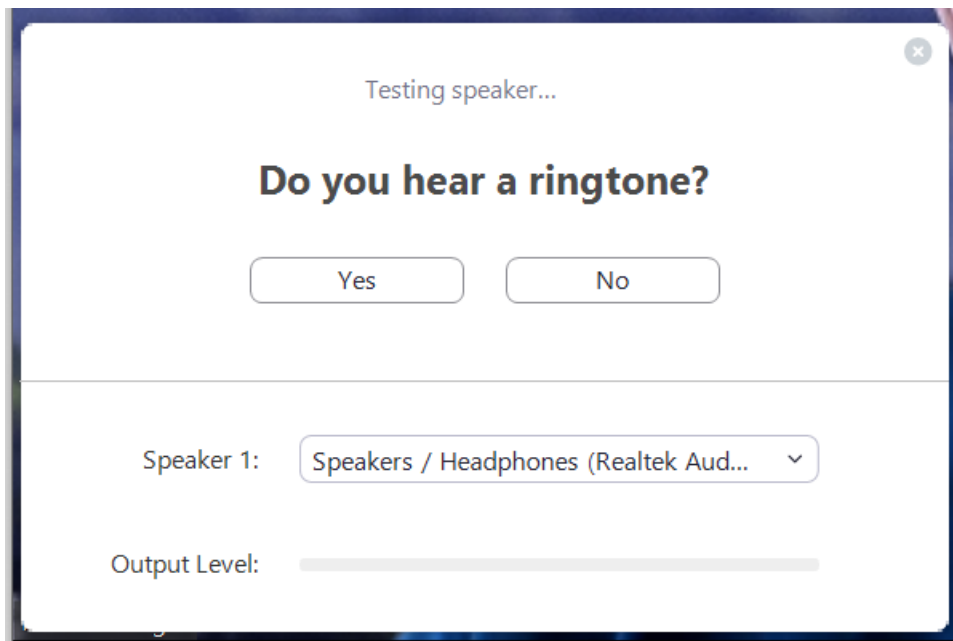 Testing speaker...
Do you hear a ringtone?
Yes No
Speaker 1: Speakers / Headphones (Realtek Aud...
Output Level: